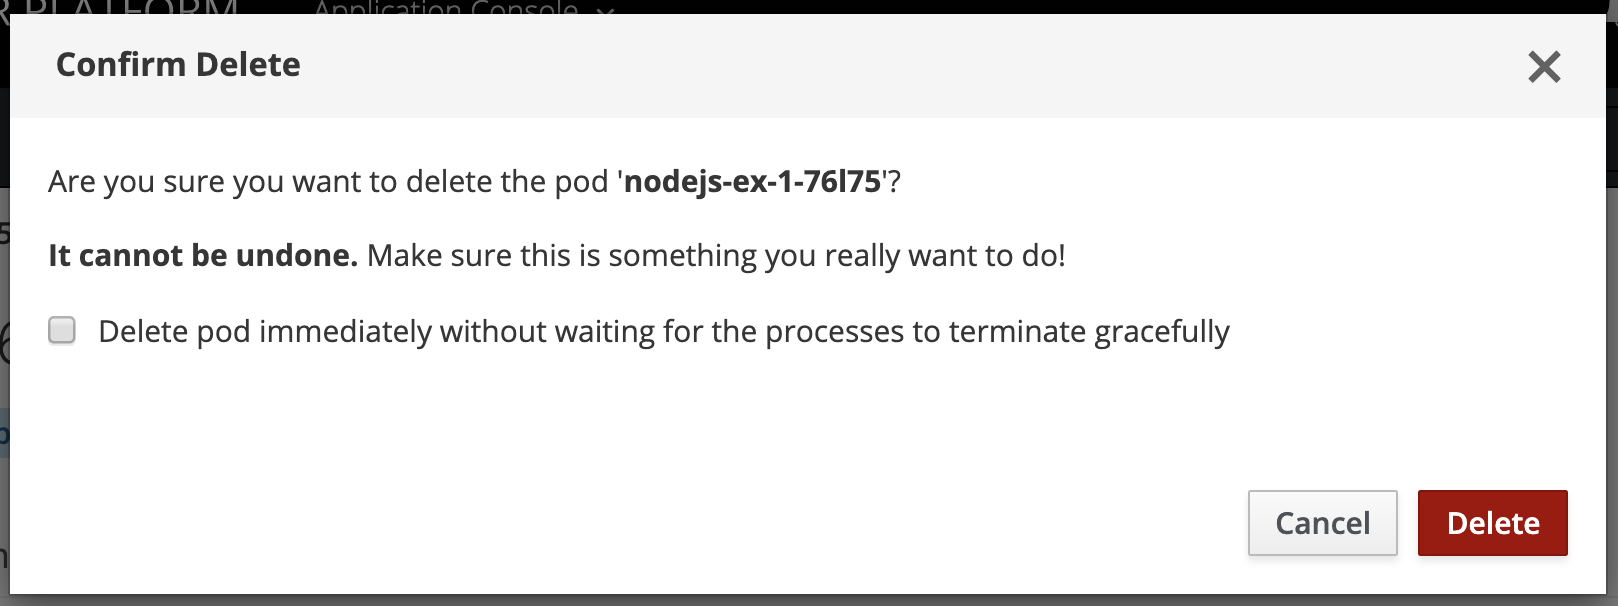 R PLATFORM Application Console
Confirm Delete
Are you sure you want to delete the pod 'nodejs-ex-1-76l75'?
It cannot be undone. Make sure this is something you really want to do!
Delete pod immediately without waiting for the processes to terminate gracefully
Cancel Delete